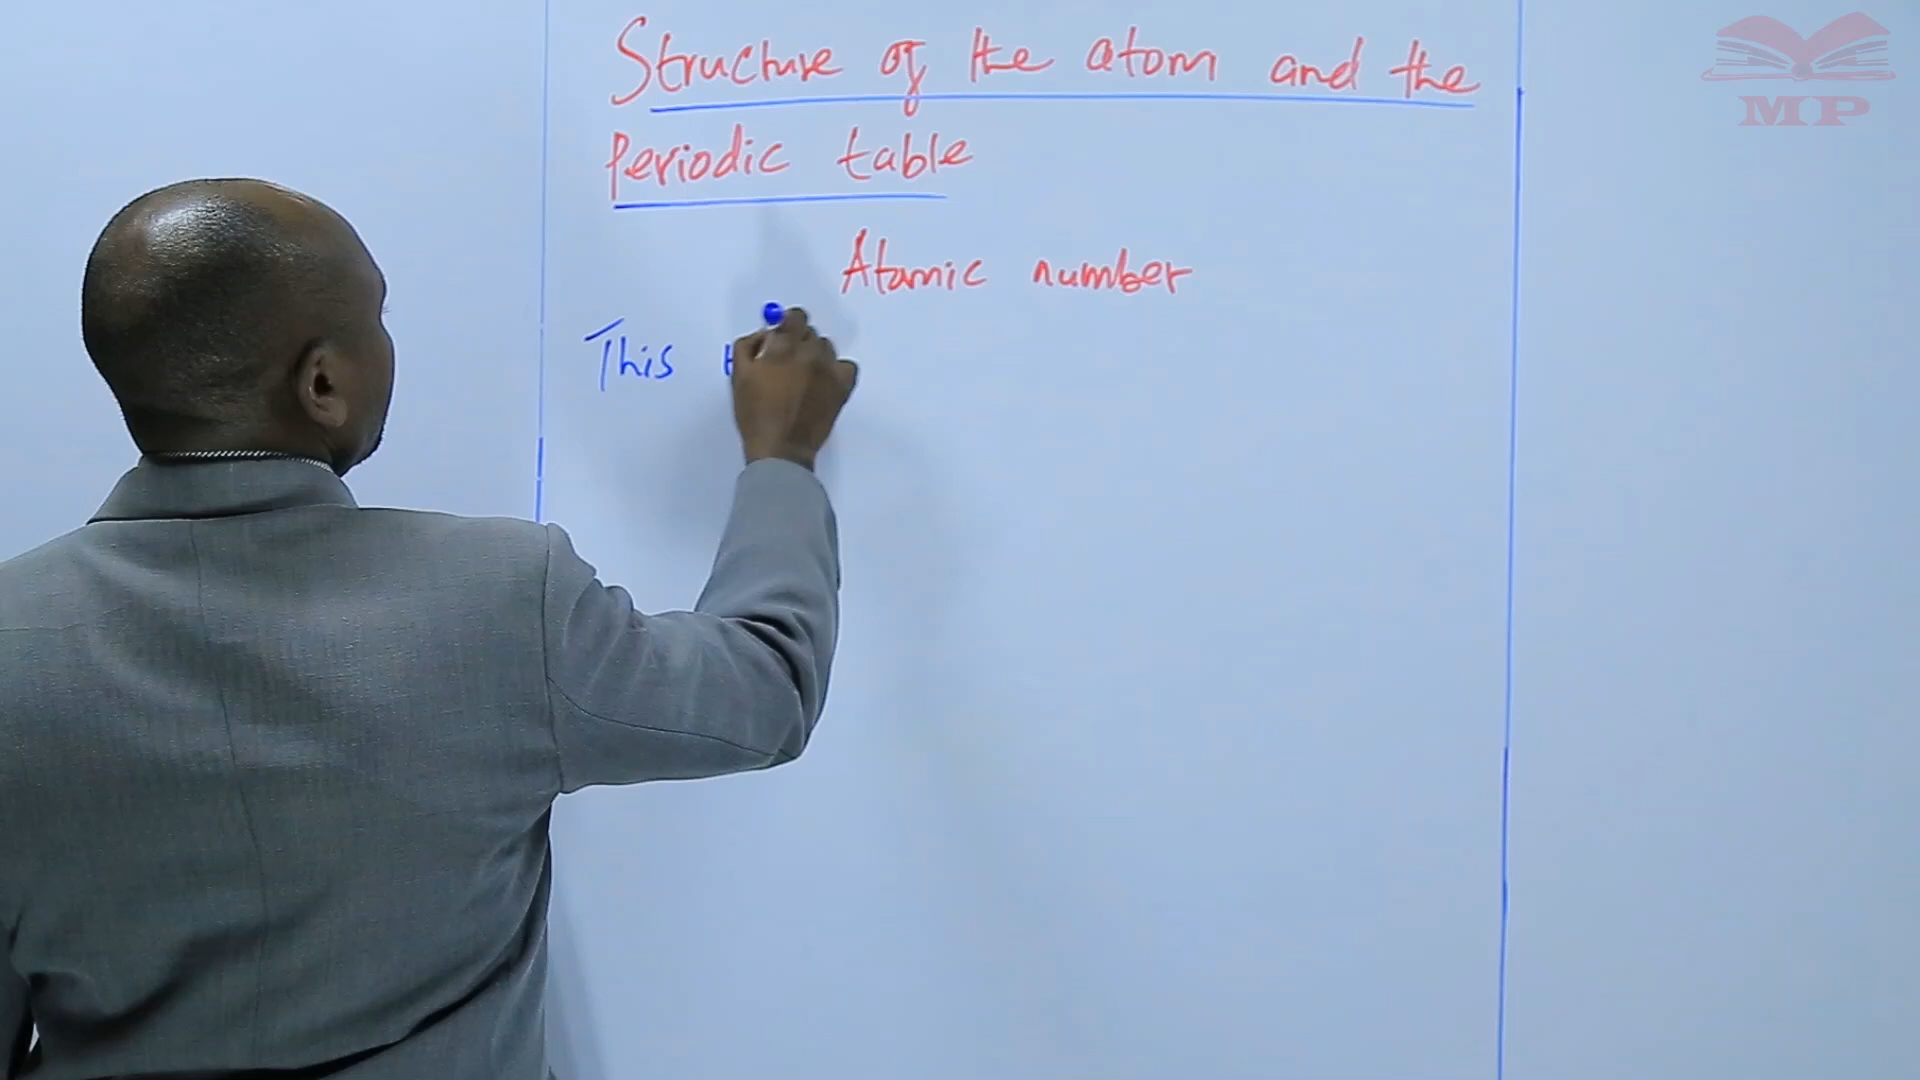 Structure of the atom and the
Periodic table
Atomic number
This
MP